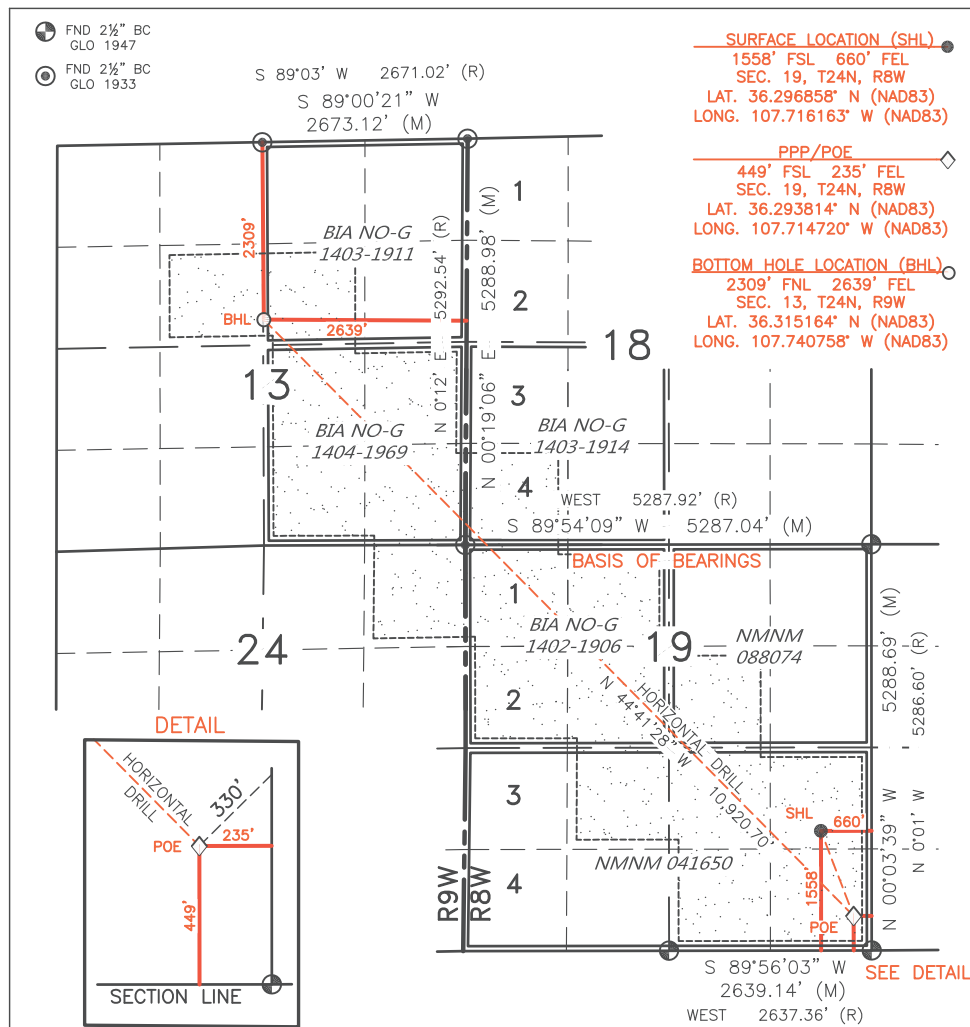 FND 2½” BC
GLO 1947
FND 2½” BC
GLO 1933
S 89°03’ W 2671.02’ (R)
S 89°00’21” W
2673.12’ (M)
SURFACE LOCATION (SHL)
1558’ FSL 660’ FEL
SEC. 19, T24N, R8W
LAT. 36.296858° N (NAD83)
LONG. 107.716163° W (NAD83)
PPP/POE
449’ FSL 235’ FEL
SEC. 19, T24N, R8W
LAT. 36.293814° N (NAD83)
LONG. 107.714720° W (NAD83)
BOTTOM HOLE LOCATION (BHL)
2309’ FNL 2639’ FEL
SEC. 13, T24N, R9W
LAT. 36.315164° N (NAD83)
LONG. 107.740758° W (NAD83)
1
2309’
BIA NO-G
1403-1911
N 0°12’ E 5292.54’ (R)
N 00°19’06” E 5288.98’ (M)
2
BHL
2639’
18
13
3
BIA NO-G
1404-1969
BIA NO-G
1403-1914
4
WEST 5287.92’ (R)
S 89°54’09” W 5287.04’ (M)
BASIS OF BEARINGS
1
BIA NO-G
1402-1906
19
NMNM
088074
24
2
HORIZONTAL DRILL
N 44°41’28” W 10,920.70’
5288.69’ (M)
5286.60’ (R)
N 00°03’39” W
N 0°01’ W
3
SHL
660’
NMNM 041650
1558’
4
R9W
R8W
POE
S 89°56’03” W
2639.14’ (M)
WEST 2637.36’ (R)
SEE DETAIL
DETAIL
HORIZONTAL
DRILL
330’
POE
235’
449’
SECTION LINE